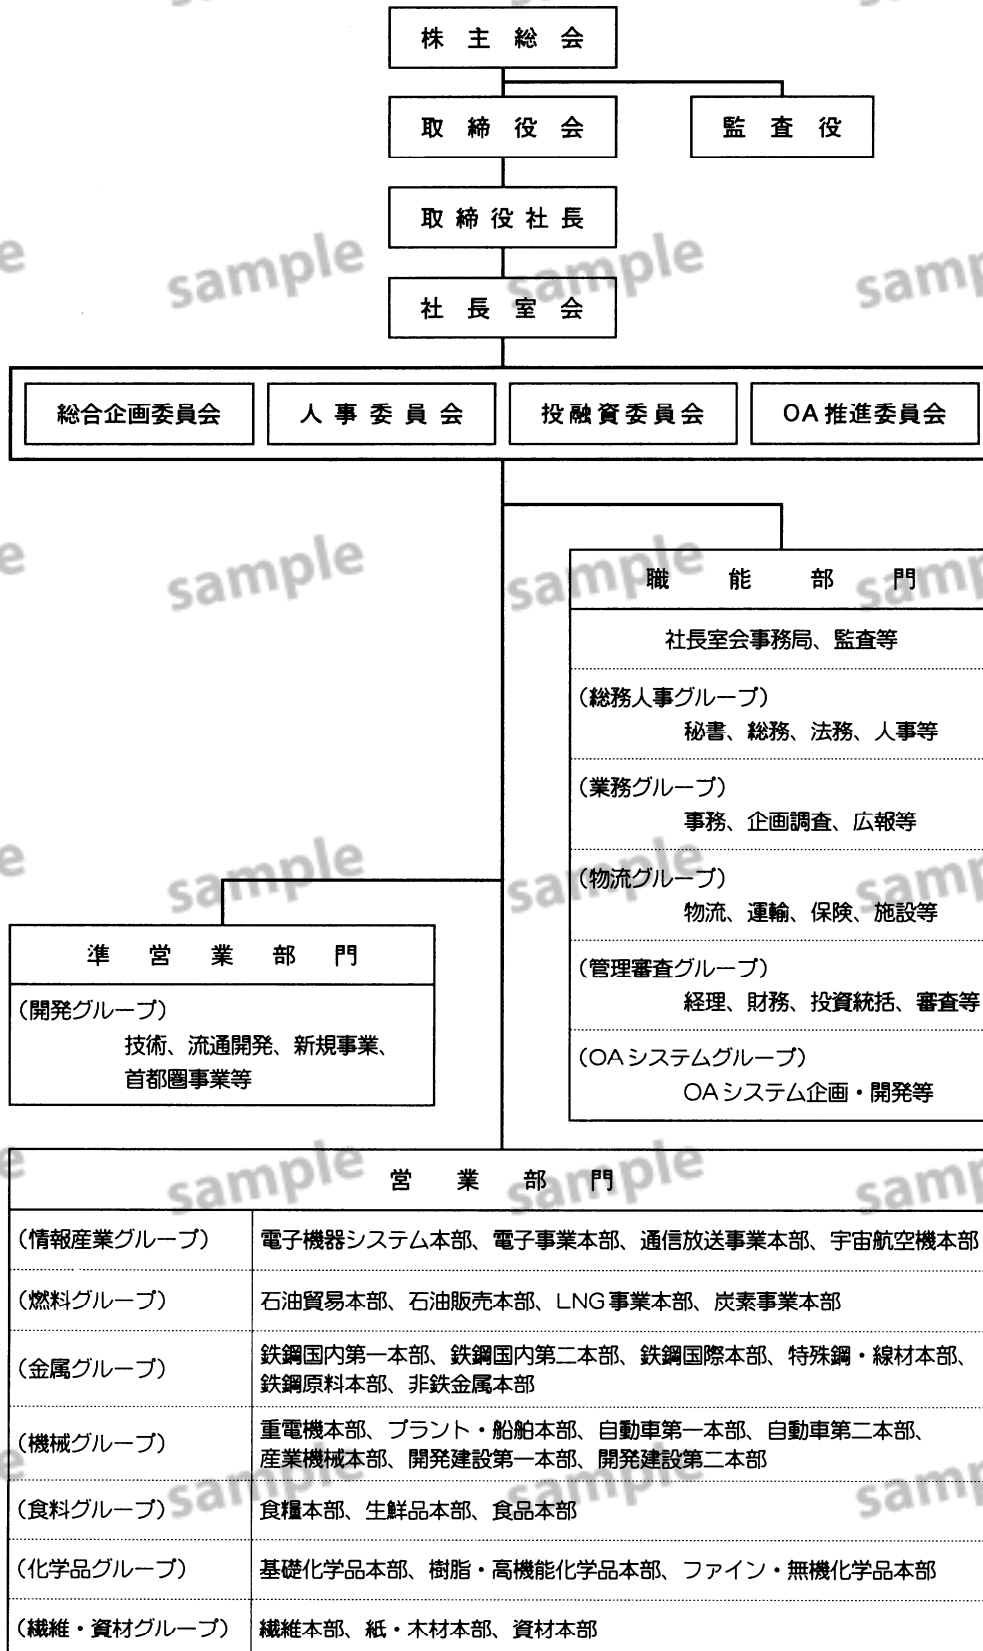 株主総会
取締役会
監査役
取締役社長
社長室会
総合企画委員会
人事委員会
投融資委員会
OA推進委員会
職能部門
社長室会事務局、監査等
（総務人事グループ）
秘書、総務、法務、人事等
（業務グループ）
事務、企画調査、広報等
（物流グループ）
物流、運輸、保険、施設等
（管理審査グループ）
経理、財務、投資統括、審査等
（OAシステムグループ）
OAシステム企画・開発等
準営業部門
（開発グループ）
技術、流通開発、新規事業、
首都圏事業等
営業部門
（情報産業グループ）
電子機器システム本部、電子事業本部、通信放送事業本部、宇宙航空機本部
（燃料グループ）
石油貿易本部、石油販売本部、LNG事業本部、炭素事業本部
（金属グループ）
鉄鋼国内第一本部、鉄鋼国内第二本部、鉄鋼国際本部、特殊鋼・線材本部、
鉄鋼原料本部、非鉄金属本部
（機械グループ）
重電機本部、プラント・船舶本部、自動車第一本部、自動車第二本部、
産業機械本部、開発建設第一本部、開発建設第二本部
（食料グループ）
食糧本部、生鮮品本部、食品本部
（化学品グループ）
基礎化学品本部、樹脂・高機能化学品本部、ファイン・無機化学品本部
（繊維・資材グループ）
繊維本部、紙・木材本部、資材本部
sample
sample
sample
sample
sample
sample
sample
sample
sample
sample